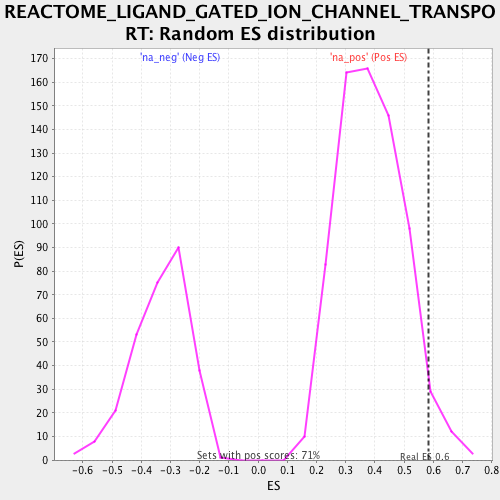 REACTOME_LIGAND_GATED_ION_CHANNEL_TRANSPO
RT: Random ES distribution
'na_neg' (Neg ES)
'na_pos' (Pos ES)
170
160
150
140
130
120
110
100
90
80
70
60
50
40
30
20
10
0
P(ES)
Sets with pos scores: 71%
Real ES 0.6
-0.6 -0.5 -0.4 -0.3 -0.2 -0.1 0.0 0.1 0.2 0.3 0.4 0.5 0.6 0.7 0.8
ES